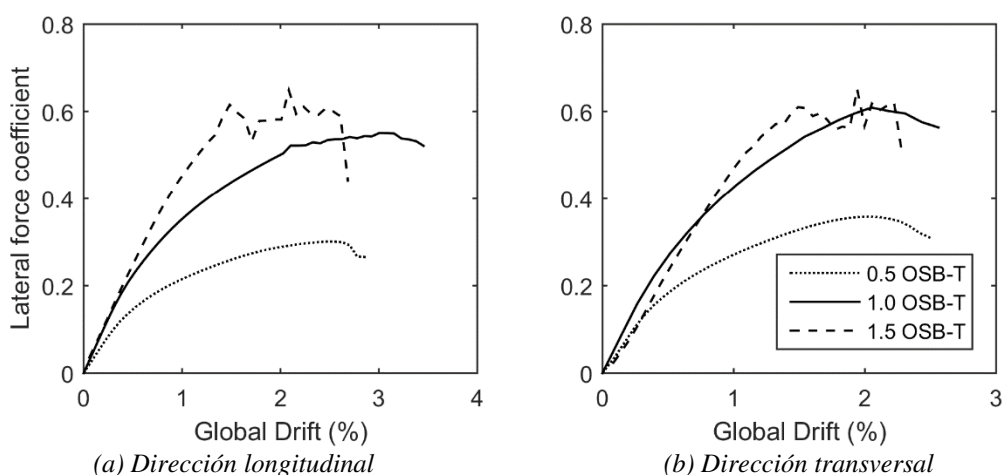 Lateral force coefficient
0.8
0.6
0.4
0.2
0
0
1
2
3
4
Global Drift (%)
(a) Dirección longitudinal
0.8
0.6
0.4
0.2
0
0
1
2
3
0.5 OSB-T
1.0 OSB-T
1.5 OSB-T
Global Drift (%)
(b) Dirección transversal